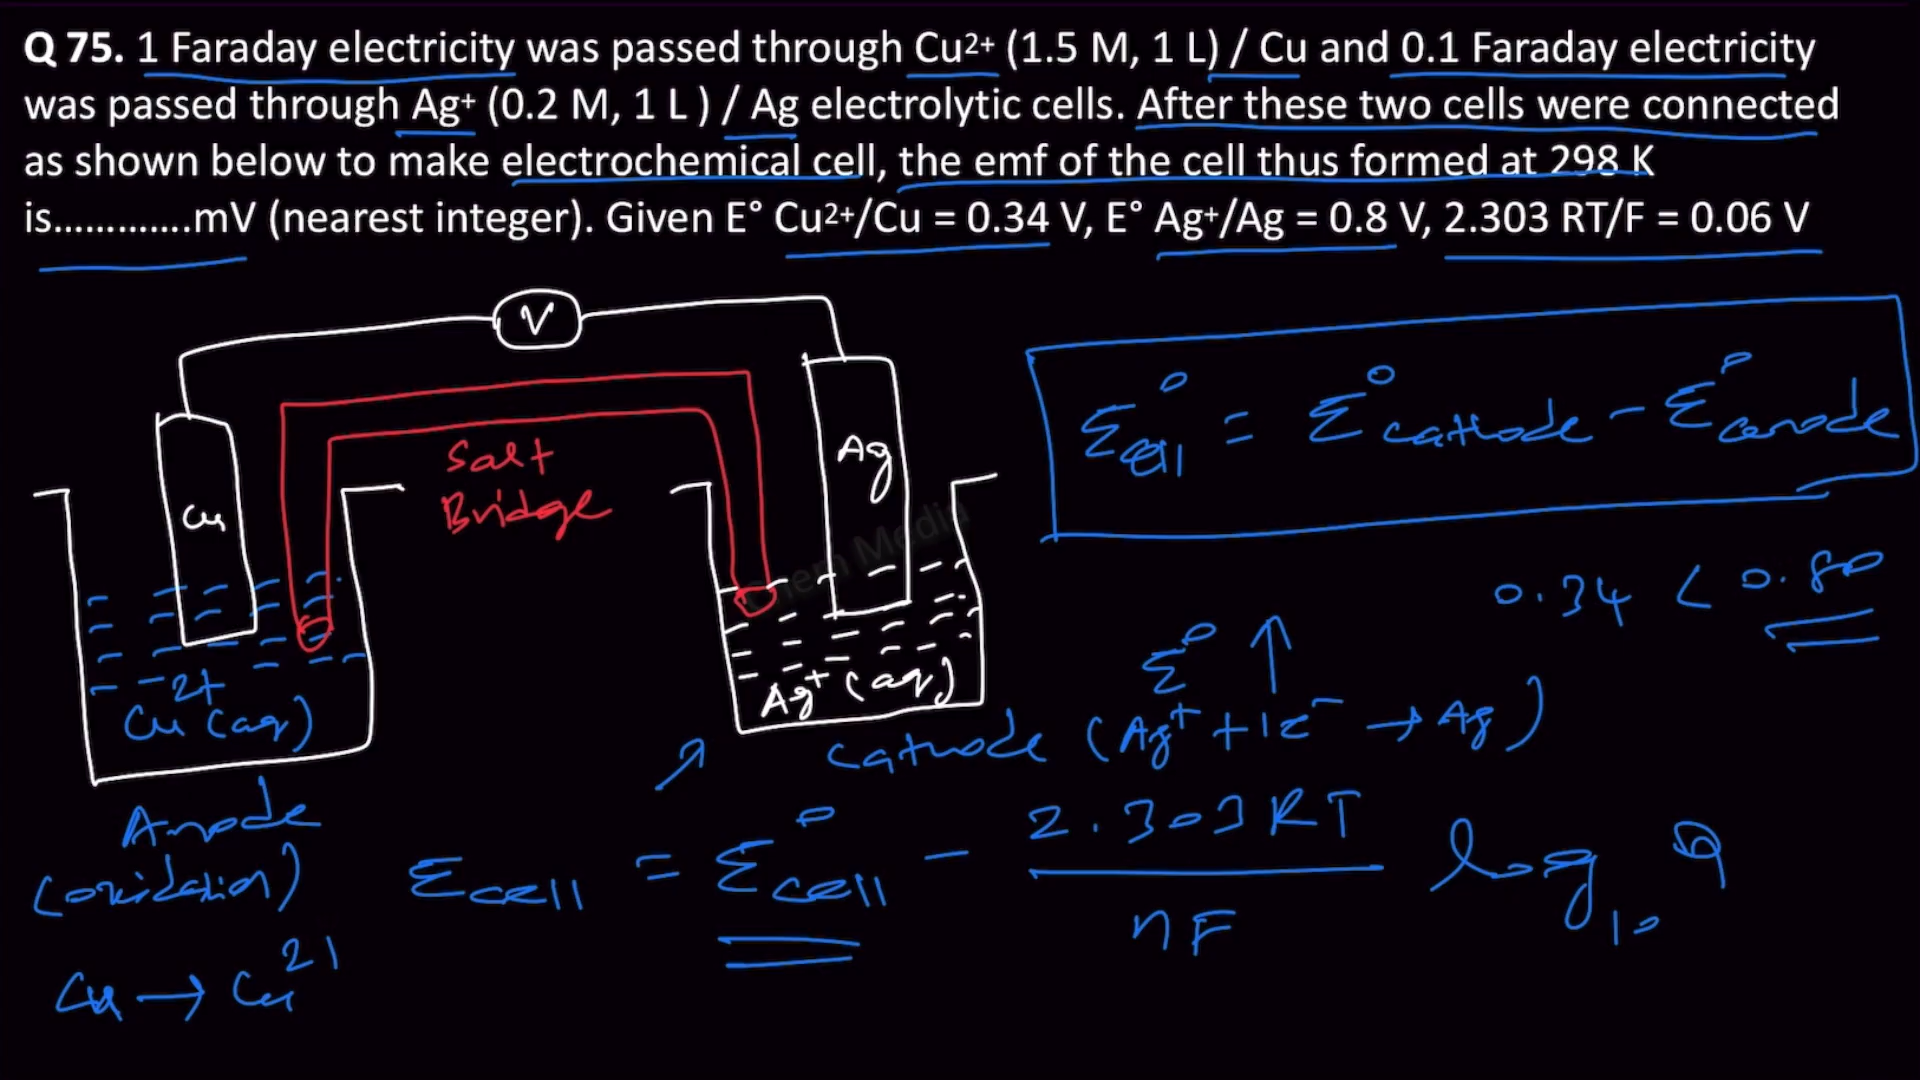 Q 75. 1 Faraday electricity was passed through Cu²⁺ (1.5 M, 1 L) / Cu and 0.1 Faraday electricity
was passed through Ag⁺ (0.2 M, 1 L ) / Ag electrolytic cells. After these two cells were connected
as shown below to make electrochemical cell, the emf of the cell thus formed at 298 K
is.............mV (nearest integer). Given E° Cu²⁺/Cu = 0.34 V, E° Ag⁺/Ag = 0.8 V, 2.303 RT/F = 0.06 V
V
Salt
Bridge
Cu
Ag
Chem Media
Cu²⁺(aq)
Ag⁺(aq)
E°cell = E°cathode - E°anode
0.34 < 0.80
E° ↑
cathode (Ag⁺ + 1e⁻ → Ag)
Anode
(oxidation)
Cu → Cu²⁺
Ecell = E°cell - 2.303RT/nF log₁₀ Q